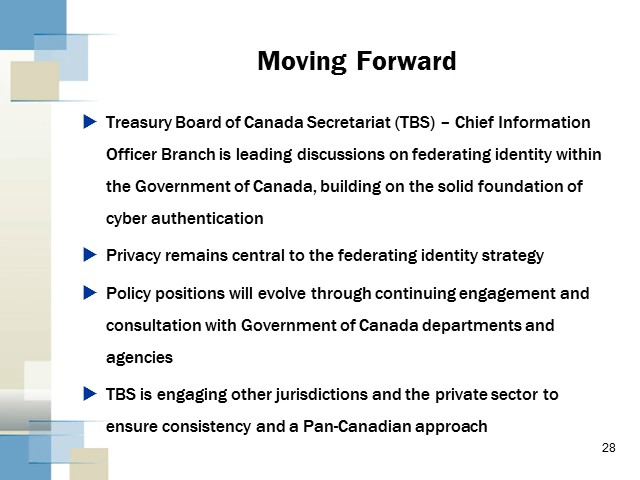 Moving Forward
Treasury Board of Canada Secretariat (TBS) – Chief Information
Officer Branch is leading discussions on federating identity within
the Government of Canada, building on the solid foundation of
cyber authentication
Privacy remains central to the federating identity strategy
Policy positions will evolve through continuing engagement and
consultation with Government of Canada departments and
agencies
TBS is engaging other jurisdictions and the private sector to
ensure consistency and a Pan-Canadian approach
28